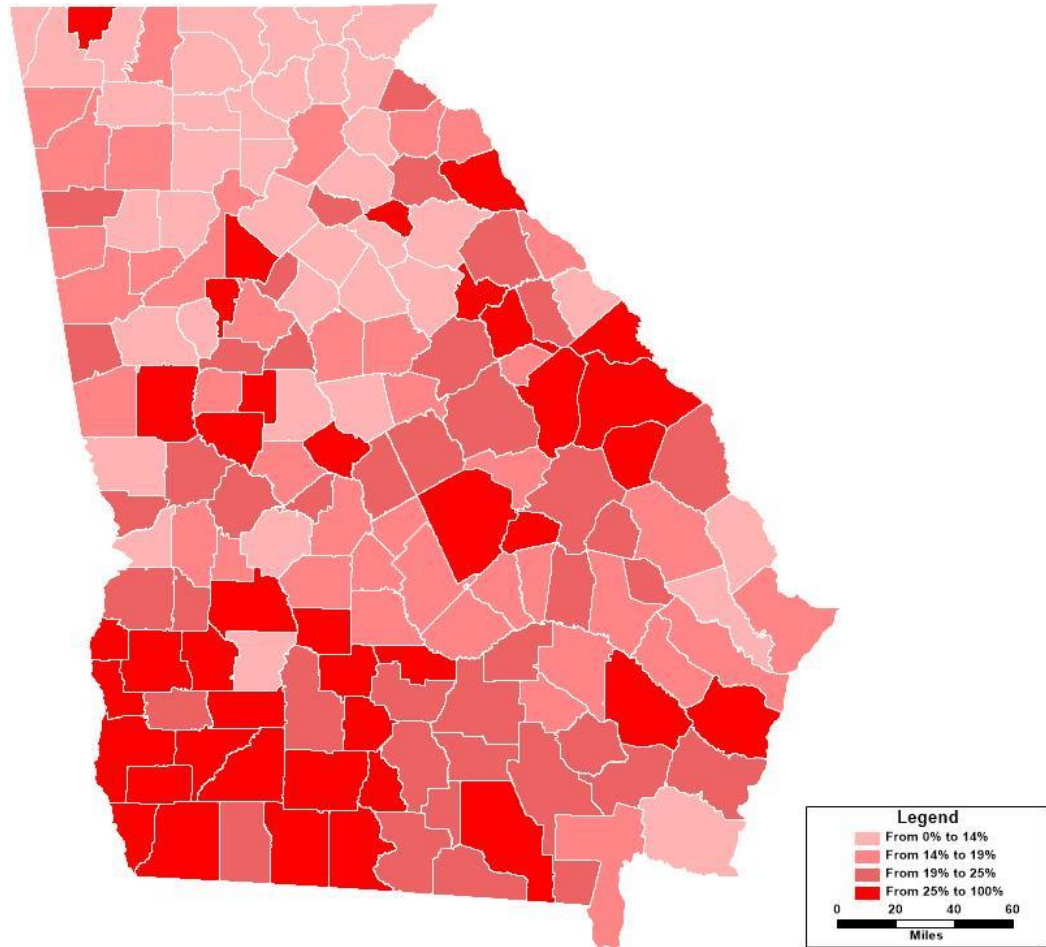 Legend
From 0% to 14%
From 14% to 19%
From 19% to 25%
From 25% to 100%
0 20 40 60
Miles